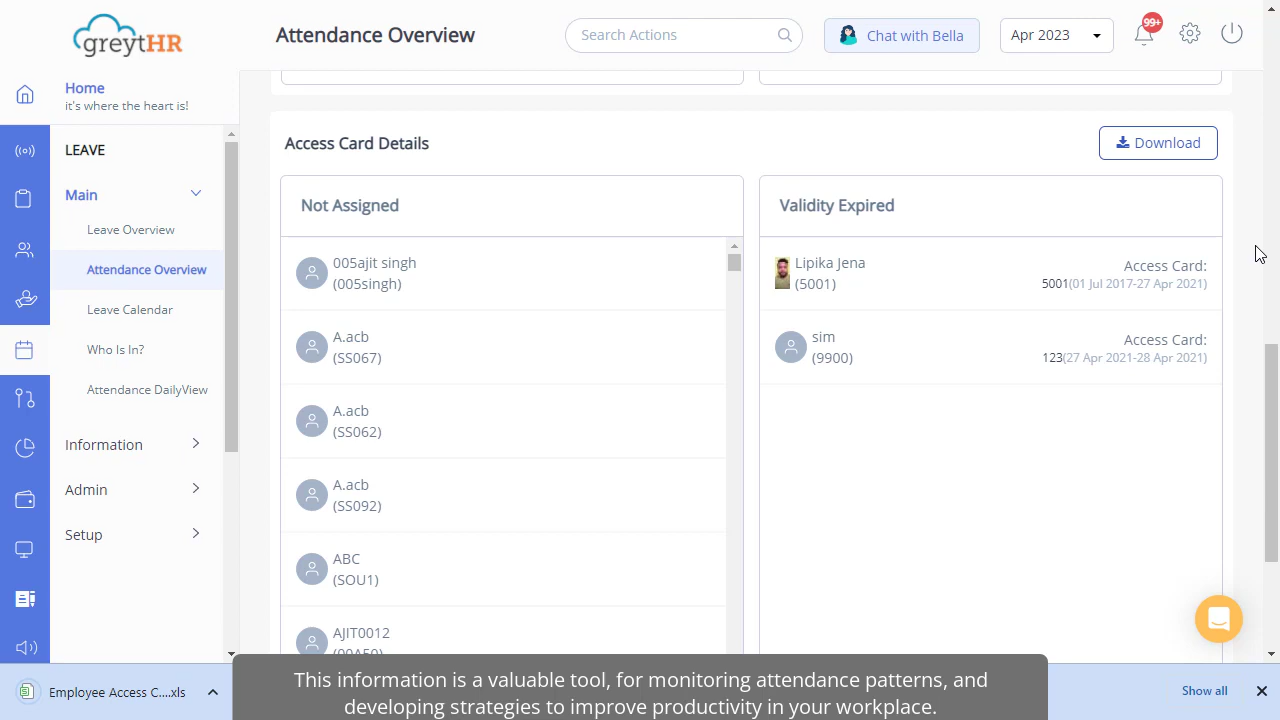 greytHR
Attendance Overview
Search Actions
Chat with Bella
Apr 2023
99+
Home
it's where the heart is!
LEAVE
Main
Leave Overview
Attendance Overview
Leave Calendar
Who Is In?
Attendance DailyView
Information
Admin
Setup
Access Card Details
Download
Not Assigned
005ajit singh
(005singh)
A.acb
(SS067)
A.acb
(SS062)
A.acb
(SS092)
ABC
(SOU1)
AJIT0012
(00A50)
Validity Expired
Lipika Jena
(5001)
Access Card:
5001(01 Jul 2017-27 Apr 2021)
sim
(9900)
Access Card:
123(27 Apr 2021-28 Apr 2021)
This information is a valuable tool, for monitoring attendance patterns, and
developing strategies to improve productivity in your workplace.
Employee Access C....xls
Show all